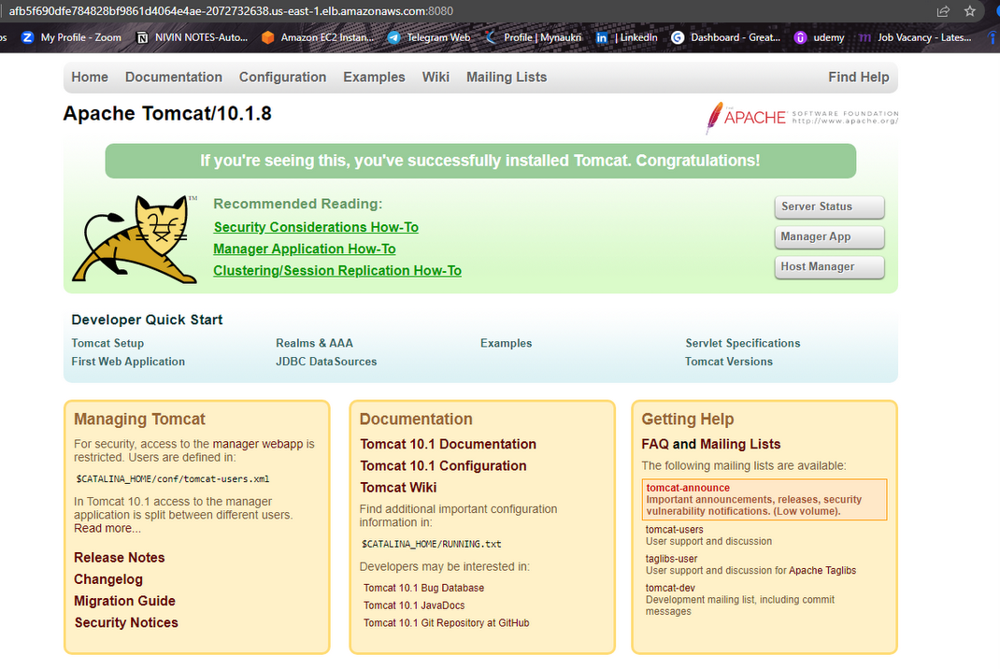 afb5f690dfe784828bf9861d4064e4ae-2072732638.us-east-1.elb.amazonaws.com:8080
ps My Profile - Zoom NIVIN NOTES-Auto... Amazon EC2 Instan... Telegram Web Profile | Mynaukri | LinkedIn Dashboard - Great... udemy Job Vacancy - Lates...
Home Documentation Configuration Examples Wiki Mailing Lists Find Help
Apache Tomcat/10.1.8
APACHE SOFTWARE FOUNDATION
http://www.apache.org/
If you're seeing this, you've successfully installed Tomcat. Congratulations!
TM
Recommended Reading:
Security Considerations How-To
Manager Application How-To
Clustering/Session Replication How-To
Server Status
Manager App
Host Manager
Developer Quick Start
Tomcat Setup Realms & AAA Examples Servlet Specifications
First Web Application JDBC DataSources Tomcat Versions
Managing Tomcat
For security, access to the manager webapp is
restricted. Users are defined in:
$CATALINA_HOME/conf/tomcat-users.xml
In Tomcat 10.1 access to the manager
application is split between different users.
Read more...
Release Notes
Changelog
Migration Guide
Security Notices
Documentation
Tomcat 10.1 Documentation
Tomcat 10.1 Configuration
Tomcat Wiki
Find additional important configuration
information in:
$CATALINA_HOME/RUNNING.txt
Developers may be interested in:
Tomcat 10.1 Bug Database
Tomcat 10.1 JavaDocs
Tomcat 10.1 Git Repository at GitHub
Getting Help
FAQ and Mailing Lists
The following mailing lists are available:
tomcat-announce
Important announcements, releases, security
vulnerability notifications. (Low volume).
tomcat-users
User support and discussion
taglibs-user
User support and discussion for Apache Taglibs
tomcat-dev
Development mailing list, including commit
messages